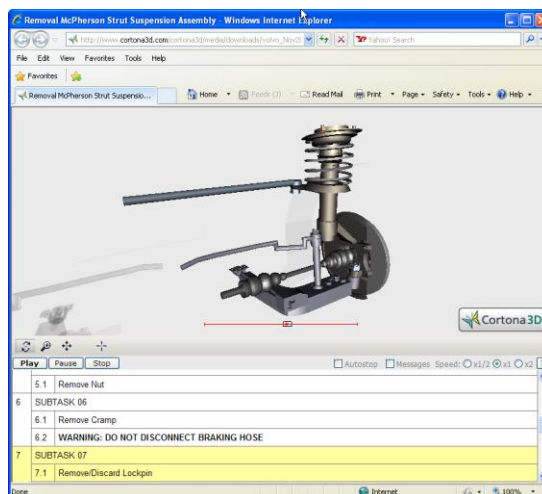 Removal McPherson Strut Suspension Assembly - Windows Internet Explorer
http://www.cortona3d.com/cortona3d/media/downloads/volvo_Nov20 Yahoo! Search
File Edit View Favorites Tools Help
Favorites
Removal McPherson Strut Suspensio... Home Feeds (3) Read Mail Print Page Safety Tools Help
Cortona3D
Play Pause Stop Autostop Messages Speed: x1/2 x1 x2
5.1 Remove Nut
6 SUBTASK 06
6.1 Remove Cramp
6.2 WARNING: DO NOT DISCONNECT BRAKING HOSE
7 SUBTASK 07
7.1 Remove/Discard Lockpin
Done Internet 100%